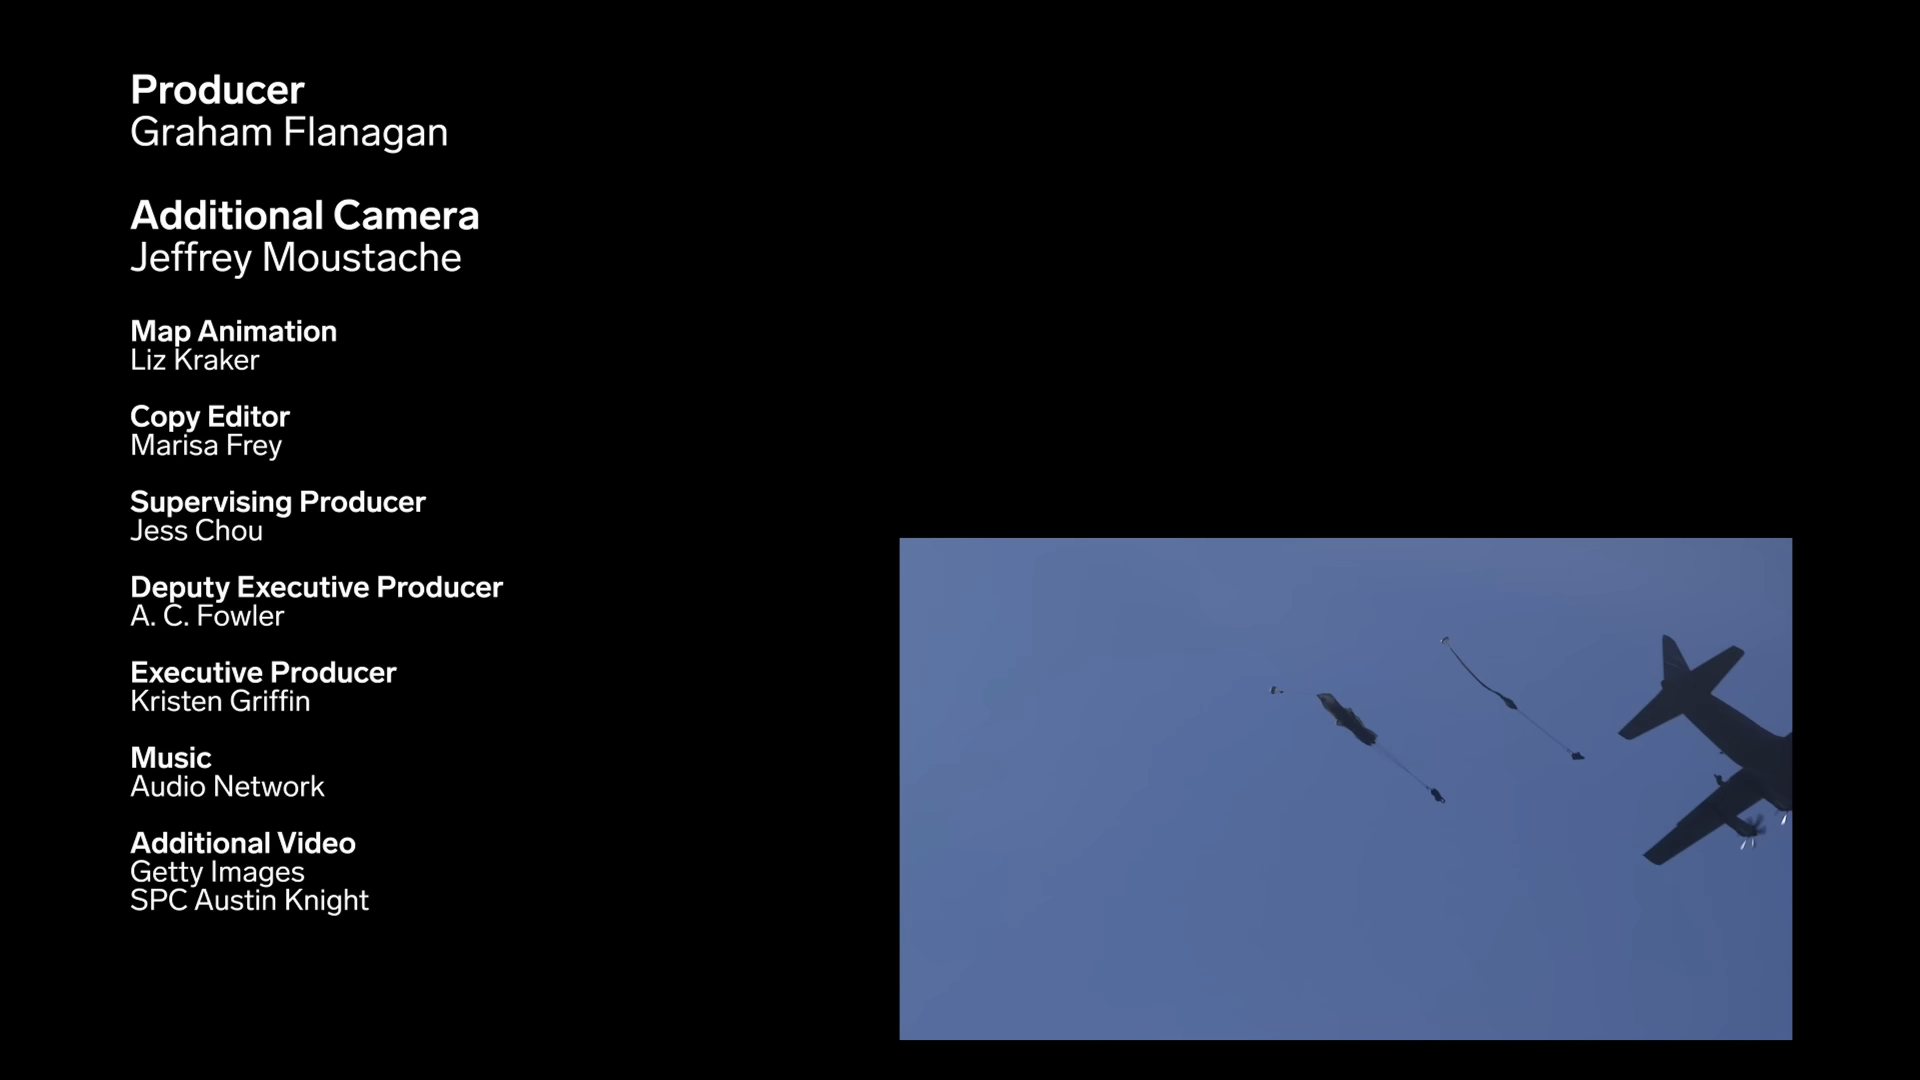 Producer
Graham Flanagan
Additional Camera
Jeffrey Moustache
Map Animation
Liz Kraker
Copy Editor
Marisa Frey
Supervising Producer
Jess Chou
Deputy Executive Producer
A. C. Fowler
Executive Producer
Kristen Griffin
Music
Audio Network
Additional Video
Getty Images
SPC Austin Knight